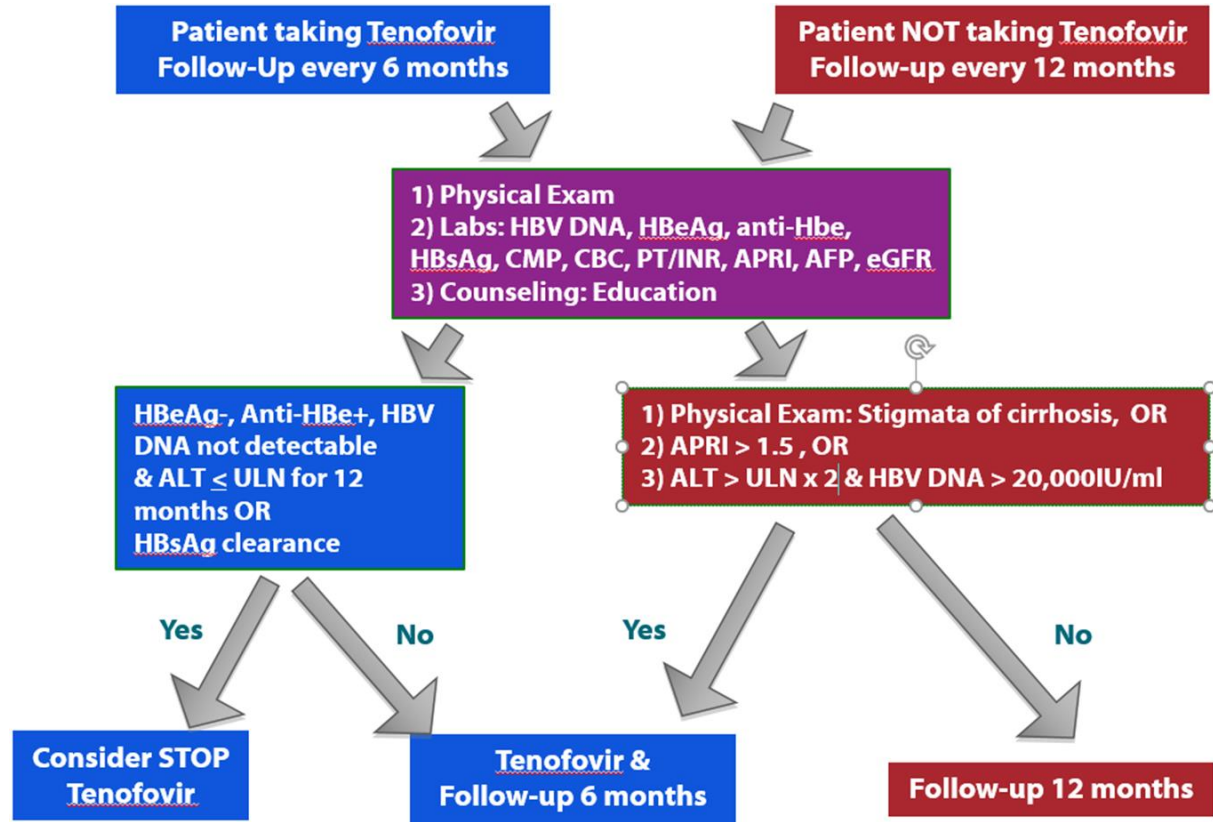 Patient taking Tenofovir
Follow-Up every 6 months
Patient NOT taking Tenofovir
Follow-up every 12 months
1) Physical Exam
2) Labs: HBV DNA, HBeAg, anti-Hbe,
HBsAg, CMP, CBC, PT/INR, APRI, AFP, eGFR
3) Counseling: Education
HBeAg-, Anti-HBe+, HBV
DNA not detectable
& ALT ≤ ULN for 12
months OR
HBsAg clearance
1) Physical Exam: Stigmata of cirrhosis, OR
2) APRI > 1.5 , OR
3) ALT > ULN x 2 & HBV DNA > 20,000IU/ml
Yes
No
Yes
No
Consider STOP
Tenofovir
Tenofovir &
Follow-up 6 months
Follow-up 12 months